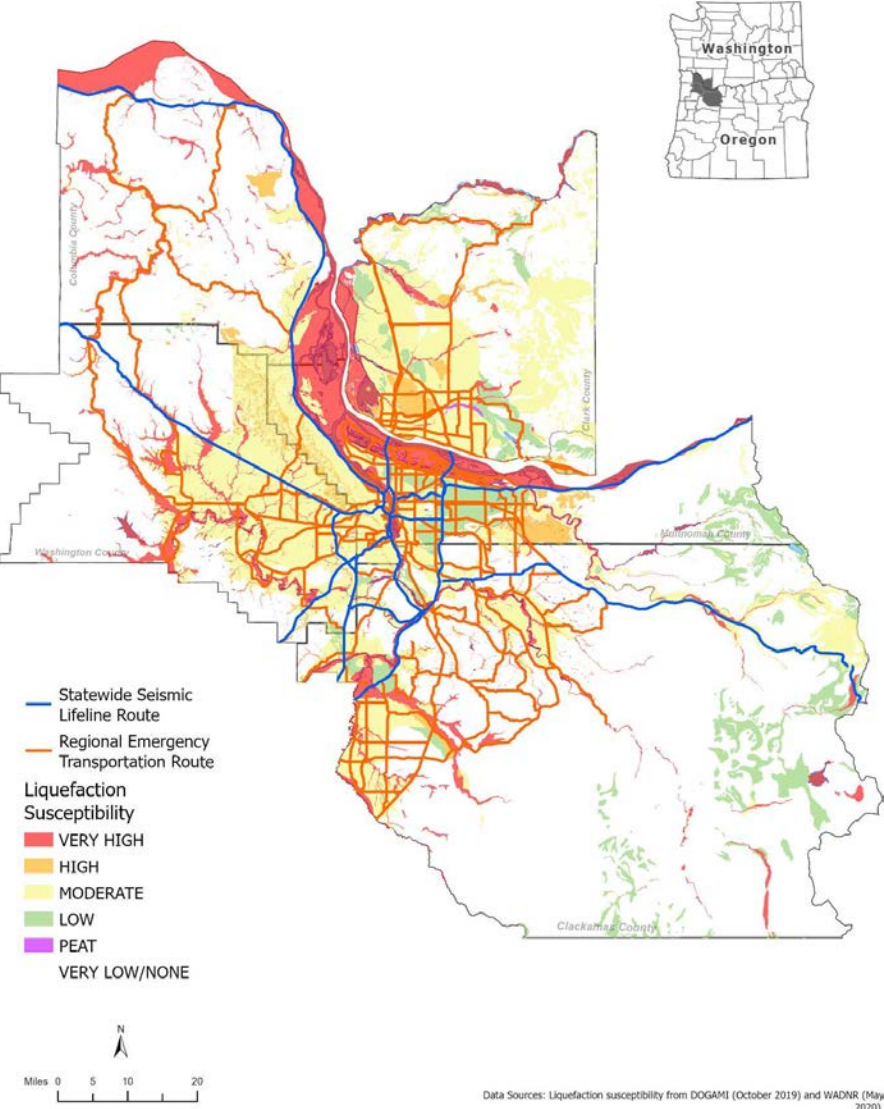 Washington
Oregon
Columbia County
Clark County
Multnomah County
Washington County
Statewide Seismic
Lifeline Route
Regional Emergency
Transportation Route
Liquefaction
Susceptibility
VERY HIGH
HIGH
MODERATE
LOW
PEAT
VERY LOW/NONE
Clackamas County
N
Miles 0 5 10 20
Data Sources: Liquefaction susceptibility from DOGAMI (October 2019) and WADNR (May
2020)